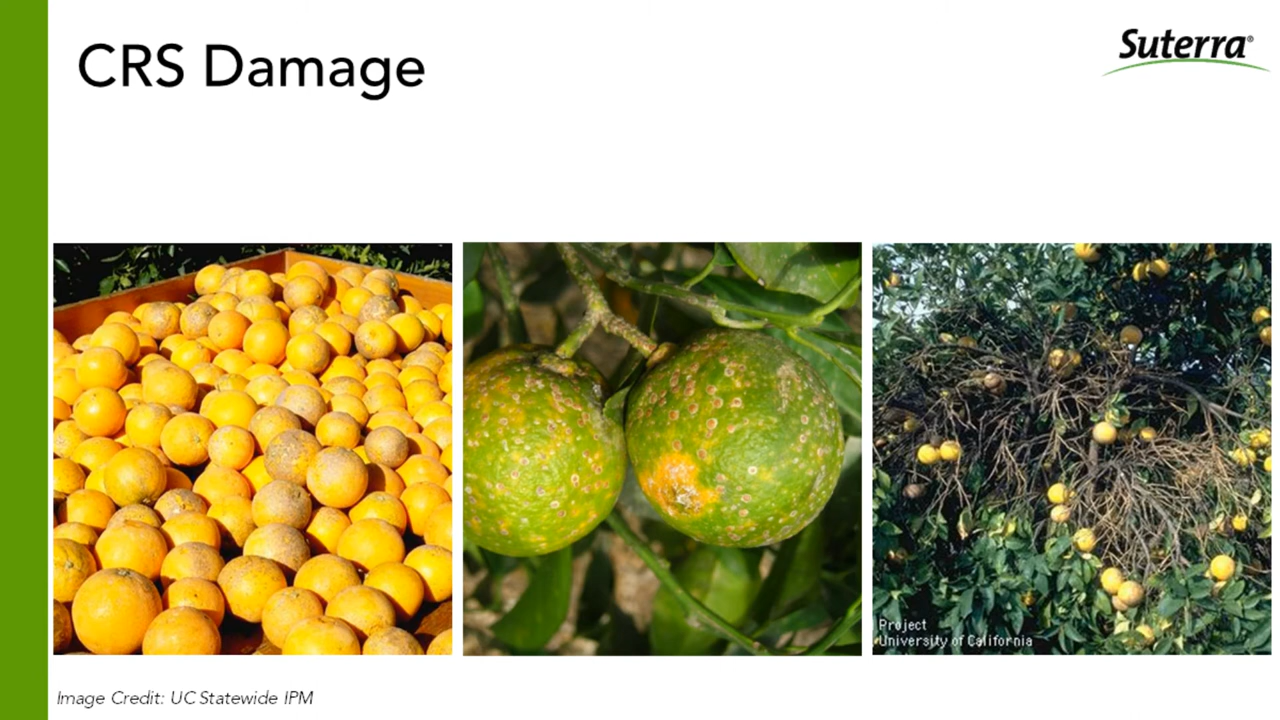 CRS Damage
Suterra®
Project
University of California
Image Credit: UC Statewide IPM